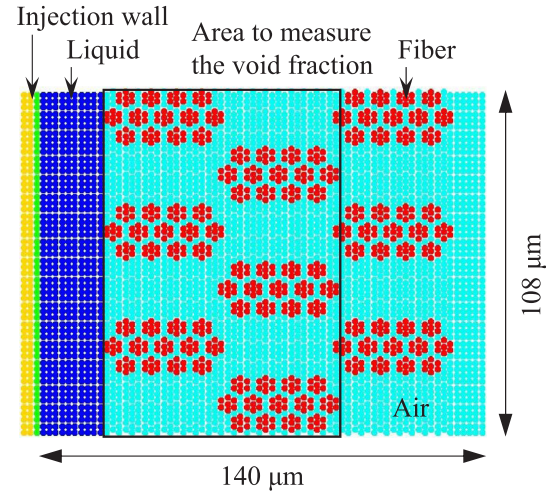 Injection wall
Liquid
Area to measure
the void fraction
Fiber
108 μm
Air
140 μm